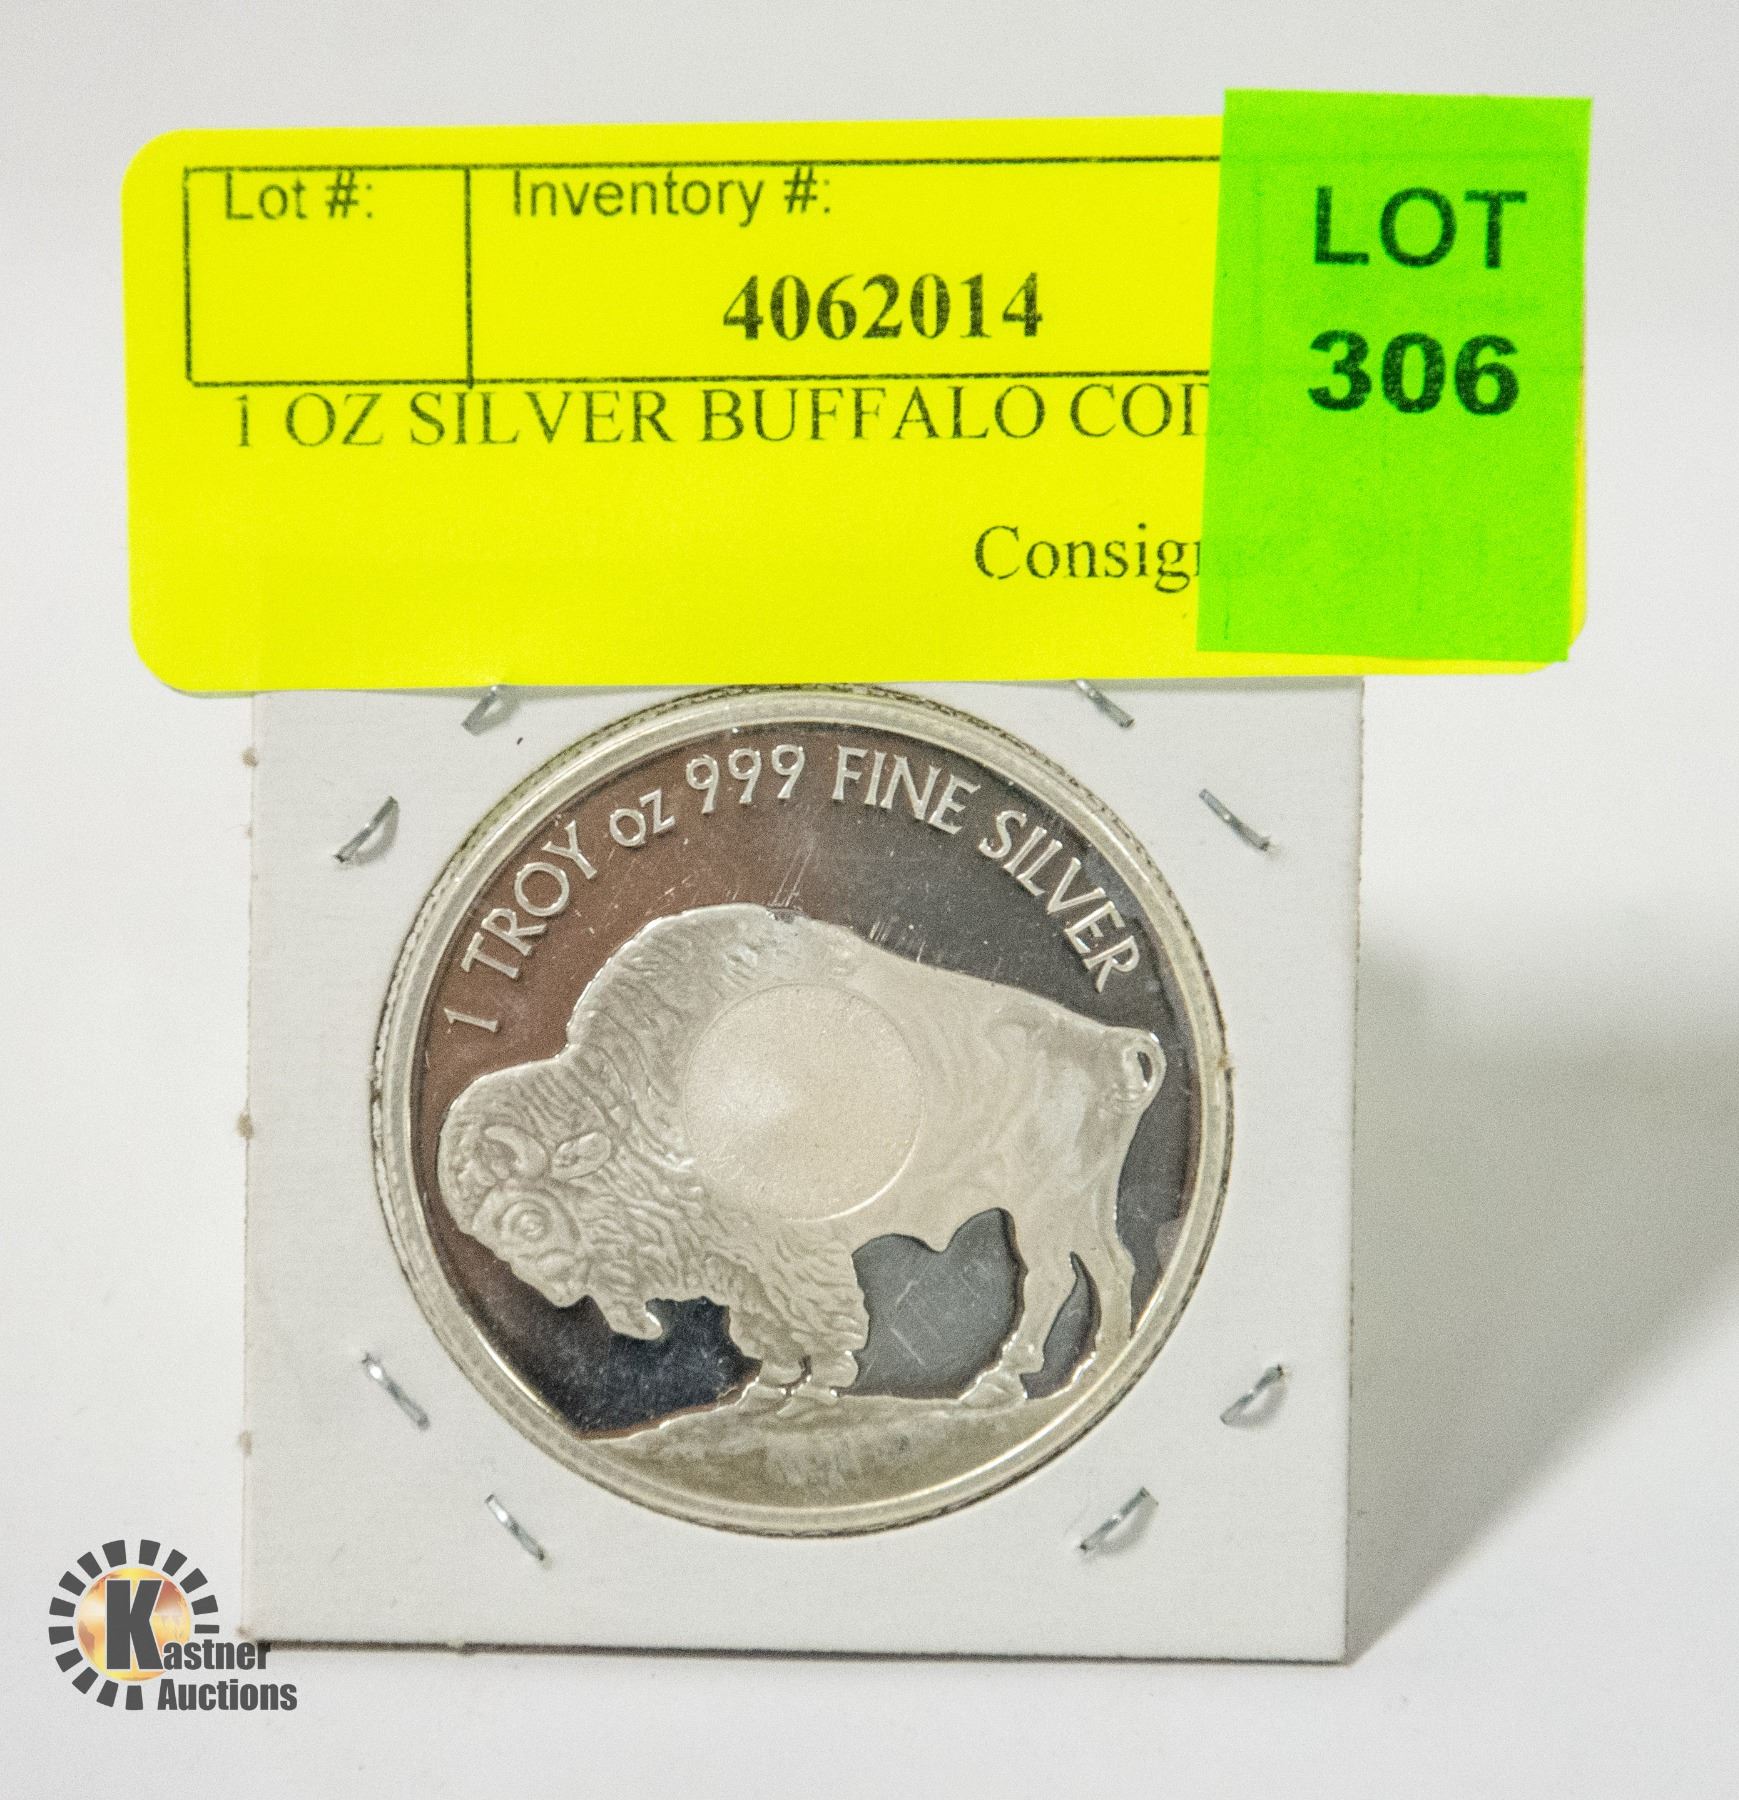 Lot #:
Inventory #:
4062014
1 OZ SILVER BUFFALO
LOT
306
1 TROY oz 999 FINE SILVER
Kastner
Auctions